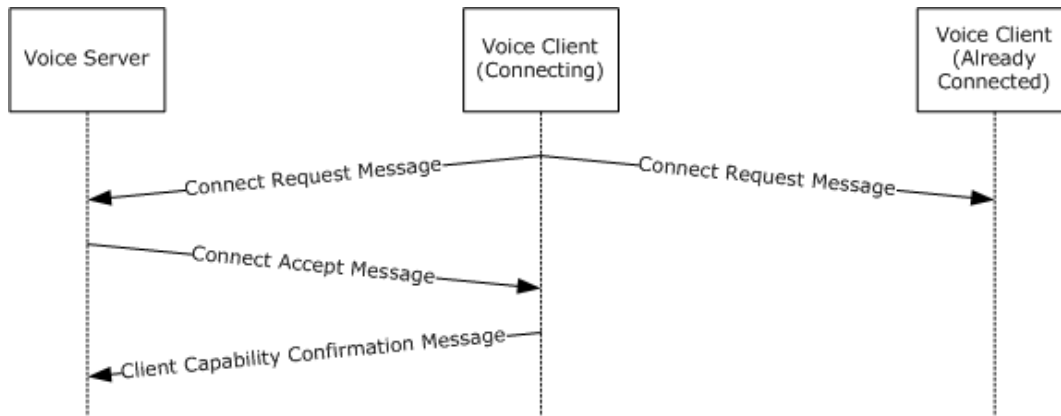 Voice Server
Voice Client
(Connecting)
Voice Client
(Already
Connected)
Connect Request Message
Connect Request Message
Connect Accept Message
Client Capability Confirmation Message